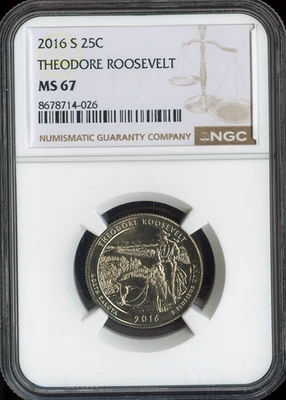 2016 S 25C
THEODORE ROOSEVELT
MS 67
8678714-026
NUMISMATIC GUARANTY COMPANY
NGC
THEODORE ROOSEVELT
NORTH DAKOTA
2016
E PLURIBUS UNUM